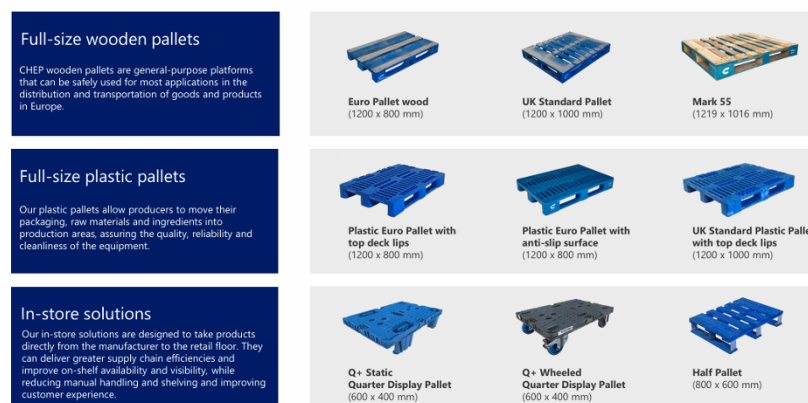 Full-size wooden pallets
CHEP wooden pallets are general-purpose platforms
that can be safely used for most applications in the
distribution and transportation of goods and products
in Europe.
Euro Pallet wood
(1200 x 800 mm)
UK Standard Pallet
(1200 x 1000 mm)
Mark 55
(1219 x 1016 mm)
Full-size plastic pallets
Our plastic pallets allow producers to move their
packaging, raw materials and ingredients into
production areas, assuring the quality, reliability and
cleanliness of the equipment.
Plastic Euro Pallet with
top deck lips
(1200 x 800 mm)
Plastic Euro Pallet with
anti-slip surface
(1200 x 800 mm)
UK Standard Plastic Palle
with top deck lips
(1200 x 1000 mm)
In-store solutions
Our in-store solutions are designed to take products
directly from the manufacturer to the retail floor. They
can deliver greater supply chain efficiencies and
improve on-shelf availability and visibility, while
reducing manual handling and shelving and improving
customer experience.
Q+ Static
Quarter Display Pallet
(600 x 400 mm)
Q+ Wheeled
Quarter Display Pallet
(600 x 400 mm)
Half Pallet
(800 x 600 mm)